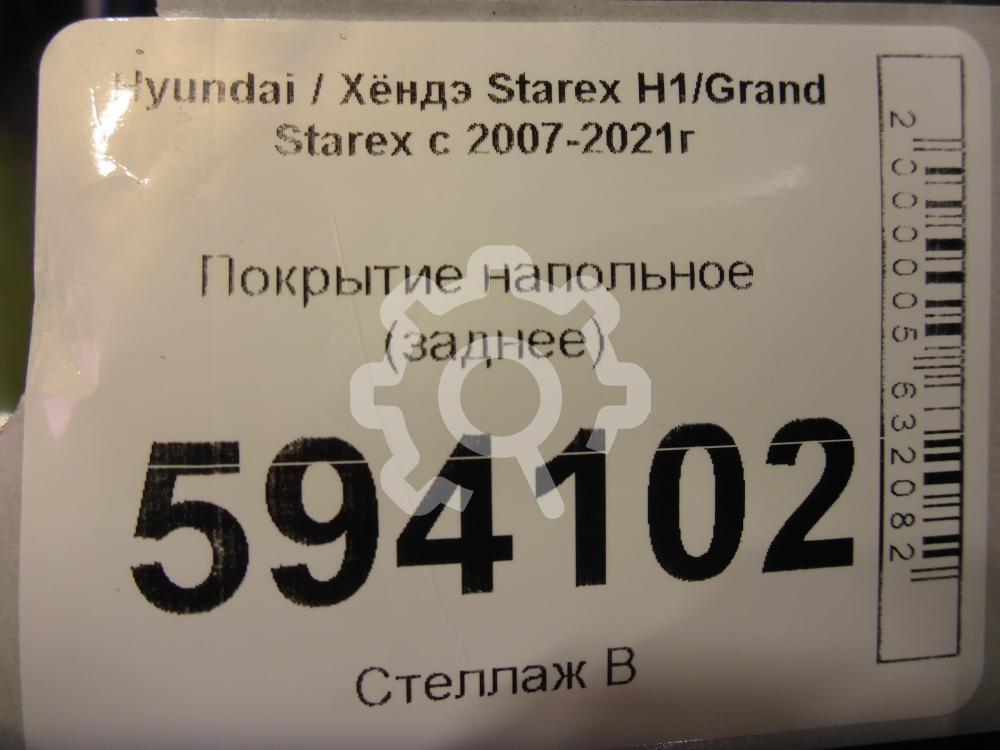 Hyundai / Хёндэ Starex H1/Grand
Starex с 2007-2021г
Покрытие напольное
(заднее)
594102
Стеллаж В
2000005632082